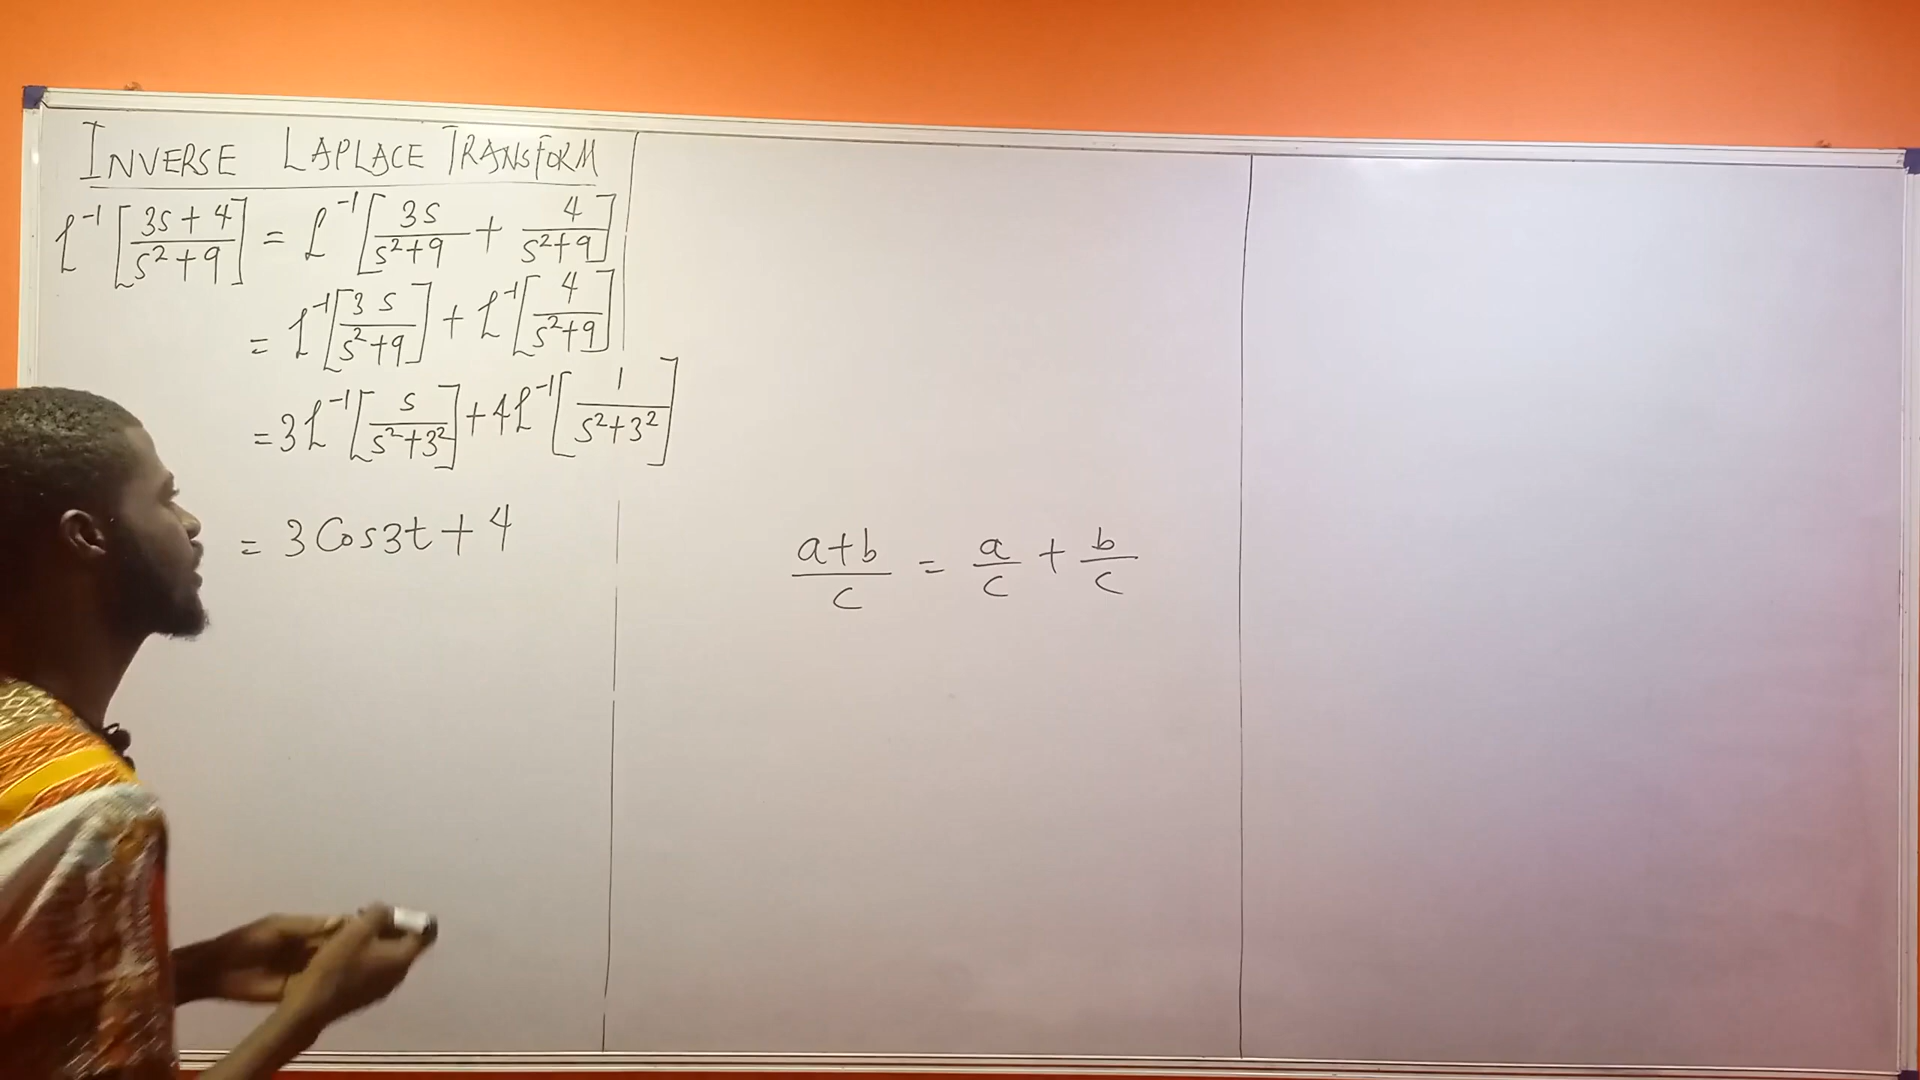 INVERSE LAPLACE TRANSFORM
ℒ⁻¹[(3s + 4)/(s² + 9)] = ℒ⁻¹[3s/(s² + 9) + 4/(s² + 9)]
= ℒ⁻¹[3s/(s² + 9)] + ℒ⁻¹[4/(s² + 9)]
= 3ℒ⁻¹[s/(s² + 3²)] + 4ℒ⁻¹[1/(s² + 3²)]
= 3Cos3t + 4
(a+b)/c = a/c + b/c